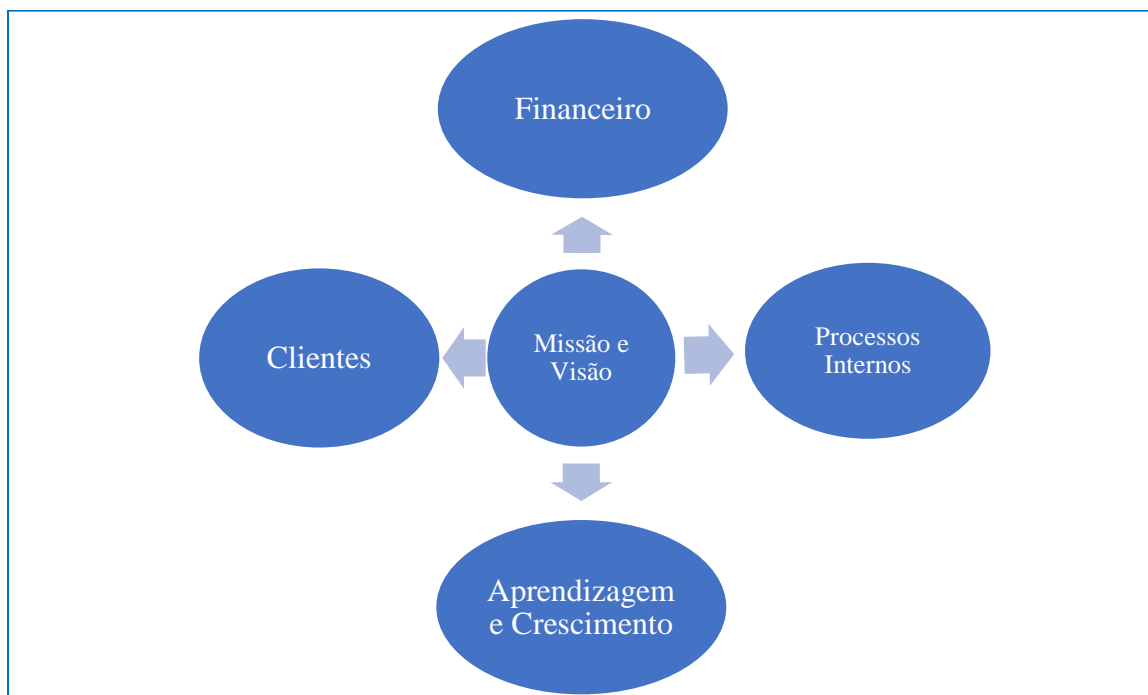 Financeiro
Clientes
Missão e
Visão
Processos
Internos
Aprendizagem
e Crescimento